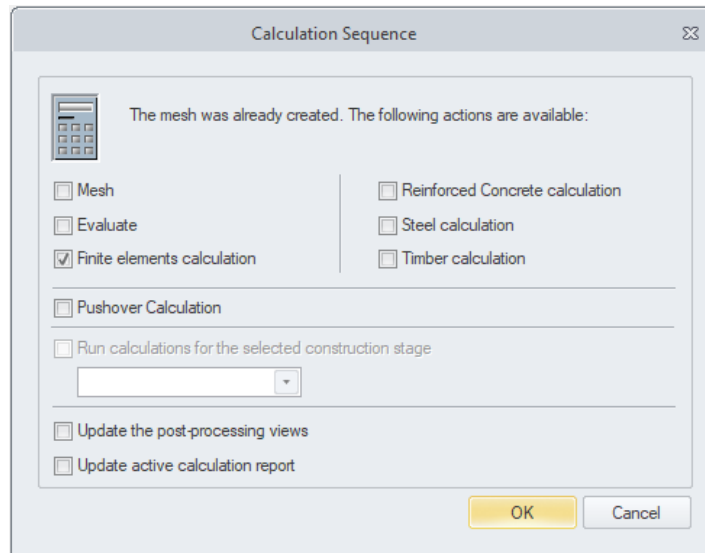 Calculation Sequence
The mesh was already created. The following actions are available:
Mesh
Evaluate
Finite elements calculation
Reinforced Concrete calculation
Steel calculation
Timber calculation
Pushover Calculation
Run calculations for the selected construction stage
Update the post-processing views
Update active calculation report
OK
Cancel